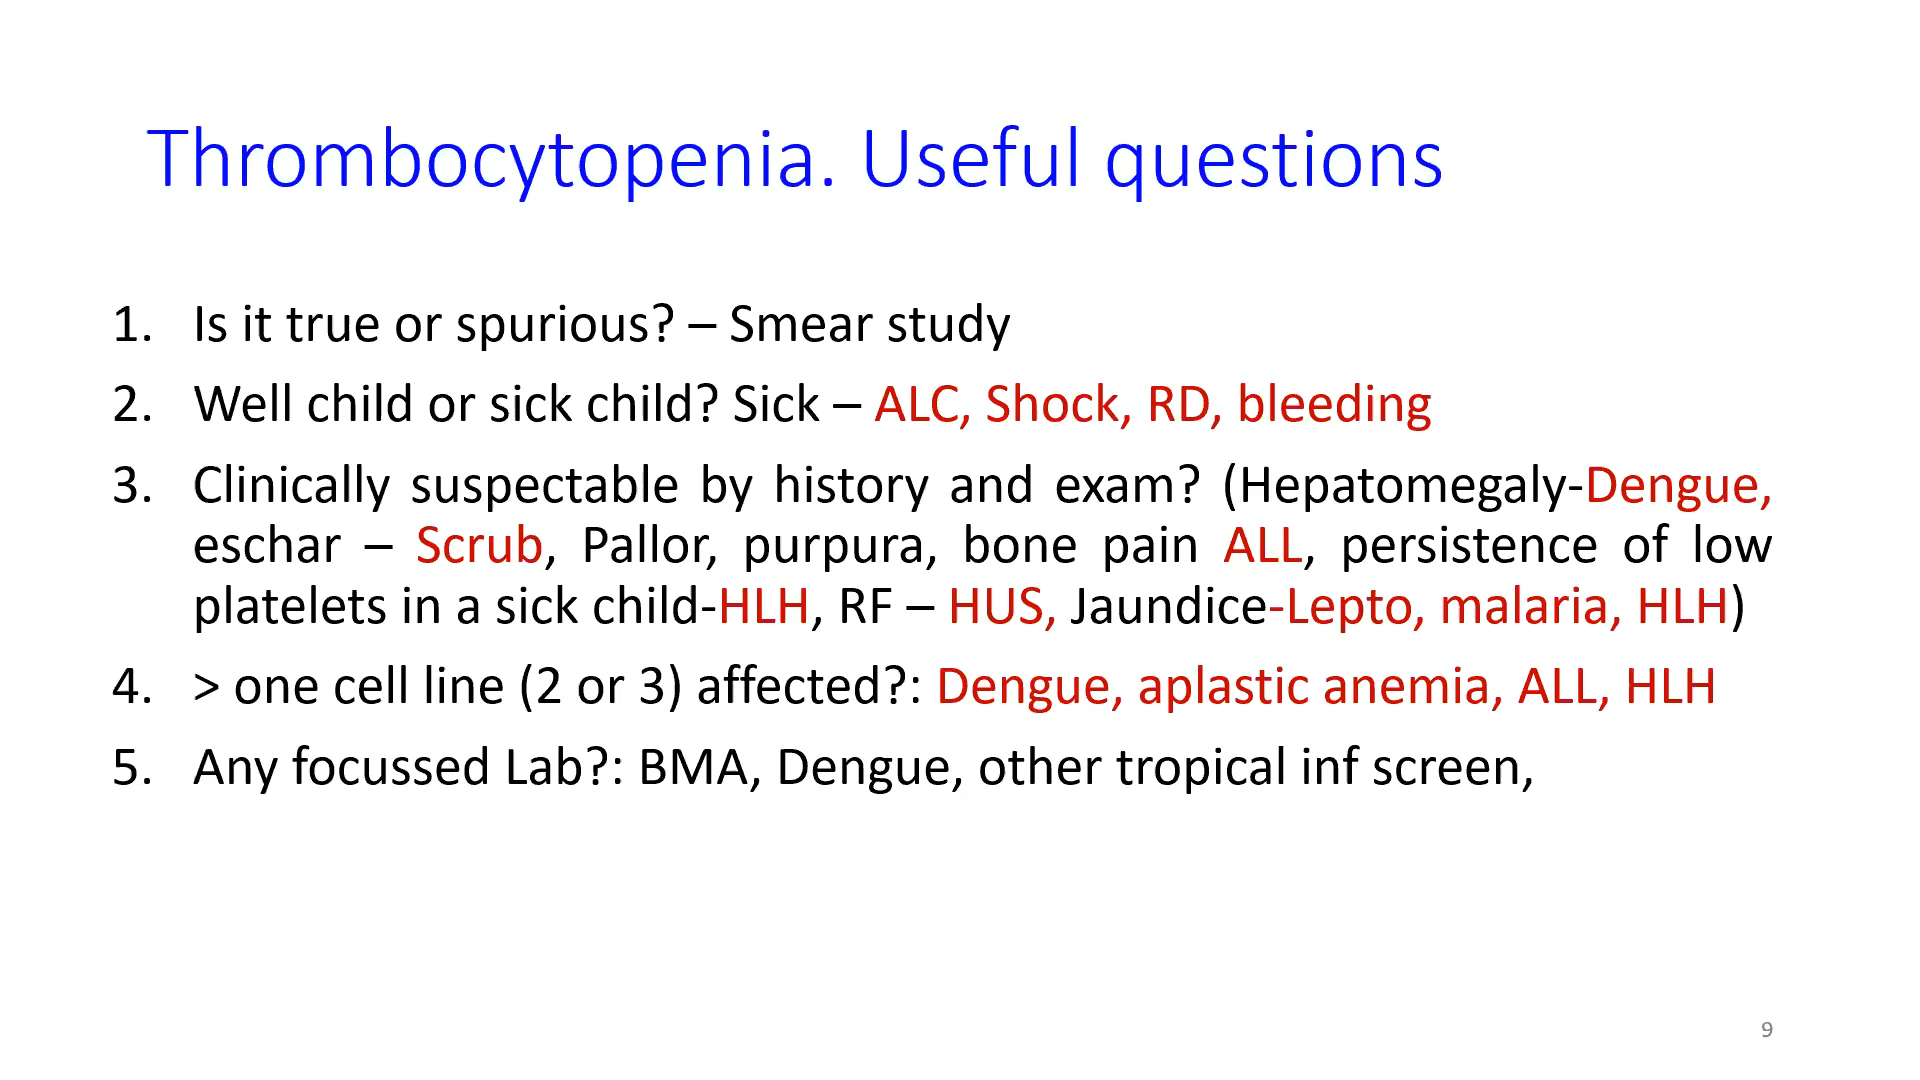 Thrombocytopenia. Useful questions
1. Is it true or spurious? – Smear study
2. Well child or sick child? Sick – ALC, Shock, RD, bleeding
3. Clinically suspectable by history and exam? (Hepatomegaly-Dengue,
eschar – Scrub, Pallor, purpura, bone pain ALL, persistence of low
platelets in a sick child-HLH, RF – HUS, Jaundice-Lepto, malaria, HLH)
4. > one cell line (2 or 3) affected?: Dengue, aplastic anemia, ALL, HLH
5. Any focussed Lab?: BMA, Dengue, other tropical inf screen,
9